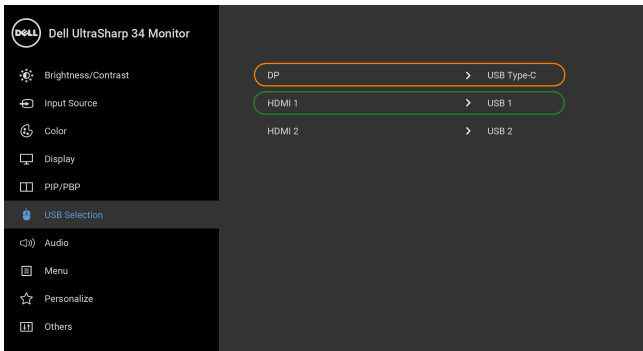 DELL Dell UltraSharp 34 Monitor
Brightness/Contrast
DP > USB Type-C
Input Source
HDMI 1 > USB 1
Color
HDMI 2 > USB 2
Display
PIP/PBP
USB Selection
Audio
Menu
Personalize
Others